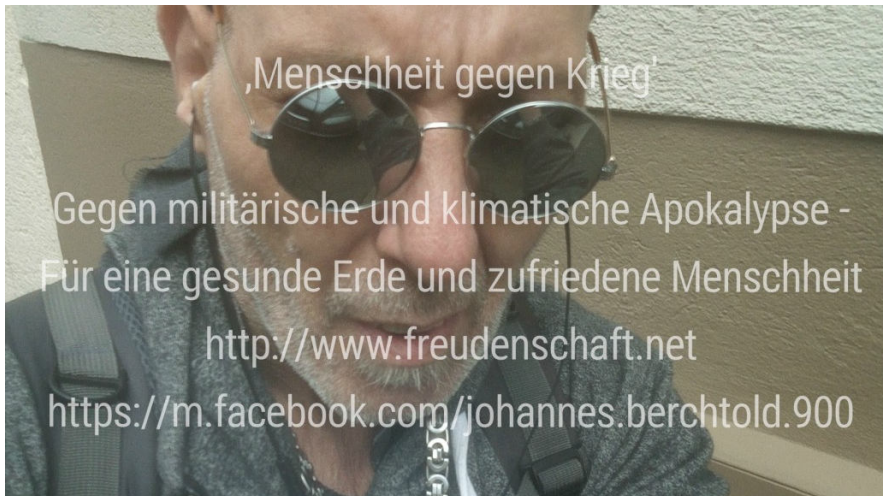 ‚Menschheit gegen Krieg'
Gegen militärische und klimatische Apokalypse -
Für eine gesunde Erde und zufriedene Menschheit
http://www.freudenschaft.net
https://m.facebook.com/johannes.berchtold.900